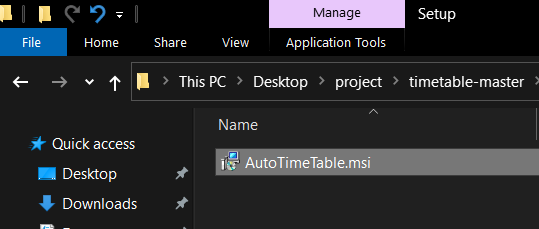 Manage
Setup
File
Home
Share
View
Application Tools
This PC
Desktop
project
timetable-master
Name
Quick access
AutoTimeTable.msi
Desktop
Downloads